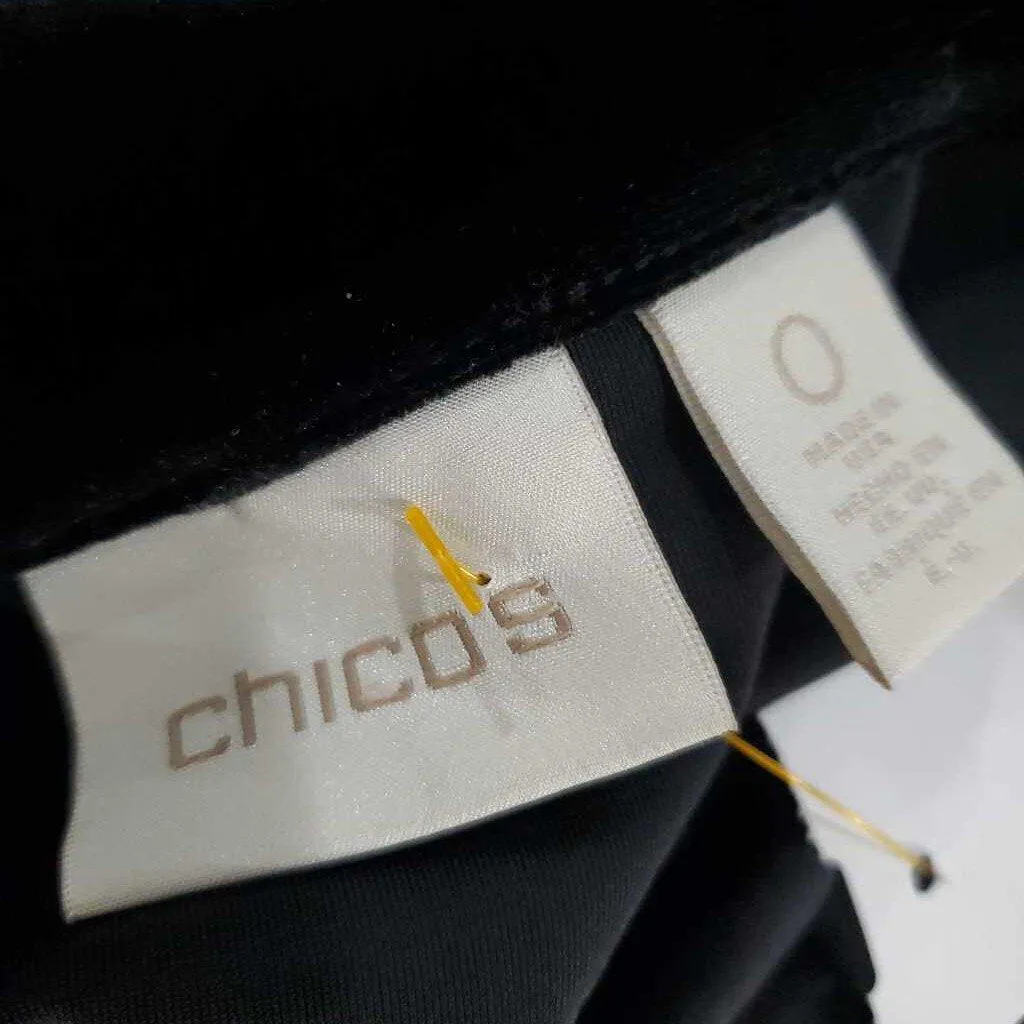 chico's
0
MADE IN
USA
HECHO EN
EE. UU.
FABRIQUE EN